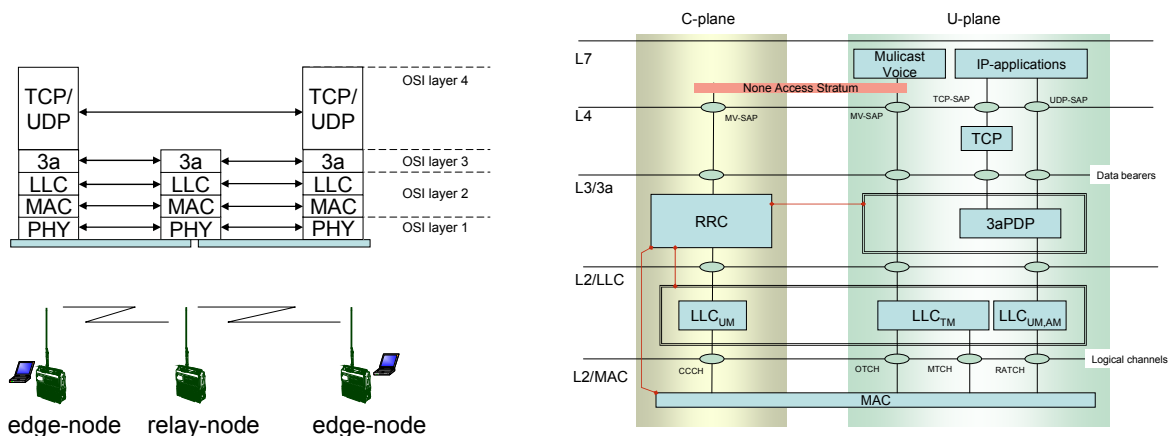 OSI layer 4
TCP/
UDP
TCP/
UDP
3a
3a
3a
OSI layer 3
LLC
LLC
LLC
OSI layer 2
MAC
MAC
MAC
PHY
PHY
PHY
OSI layer 1
edge-node
relay-node
edge-node
C-plane
U-plane
L7
Mulicast
Voice
IP-applications
None Access Stratum
MV-SAP
MV-SAP
TCP-SAP
UDP-SAP
L4
TCP
Data bearers
L3/3a
RRC
3aPDP
L2/LLC
LLCUM
LLCTM
LLCUM,AM
Logical channels
CCCH
OTCH
MTCH
RATCH
L2/MAC
MAC